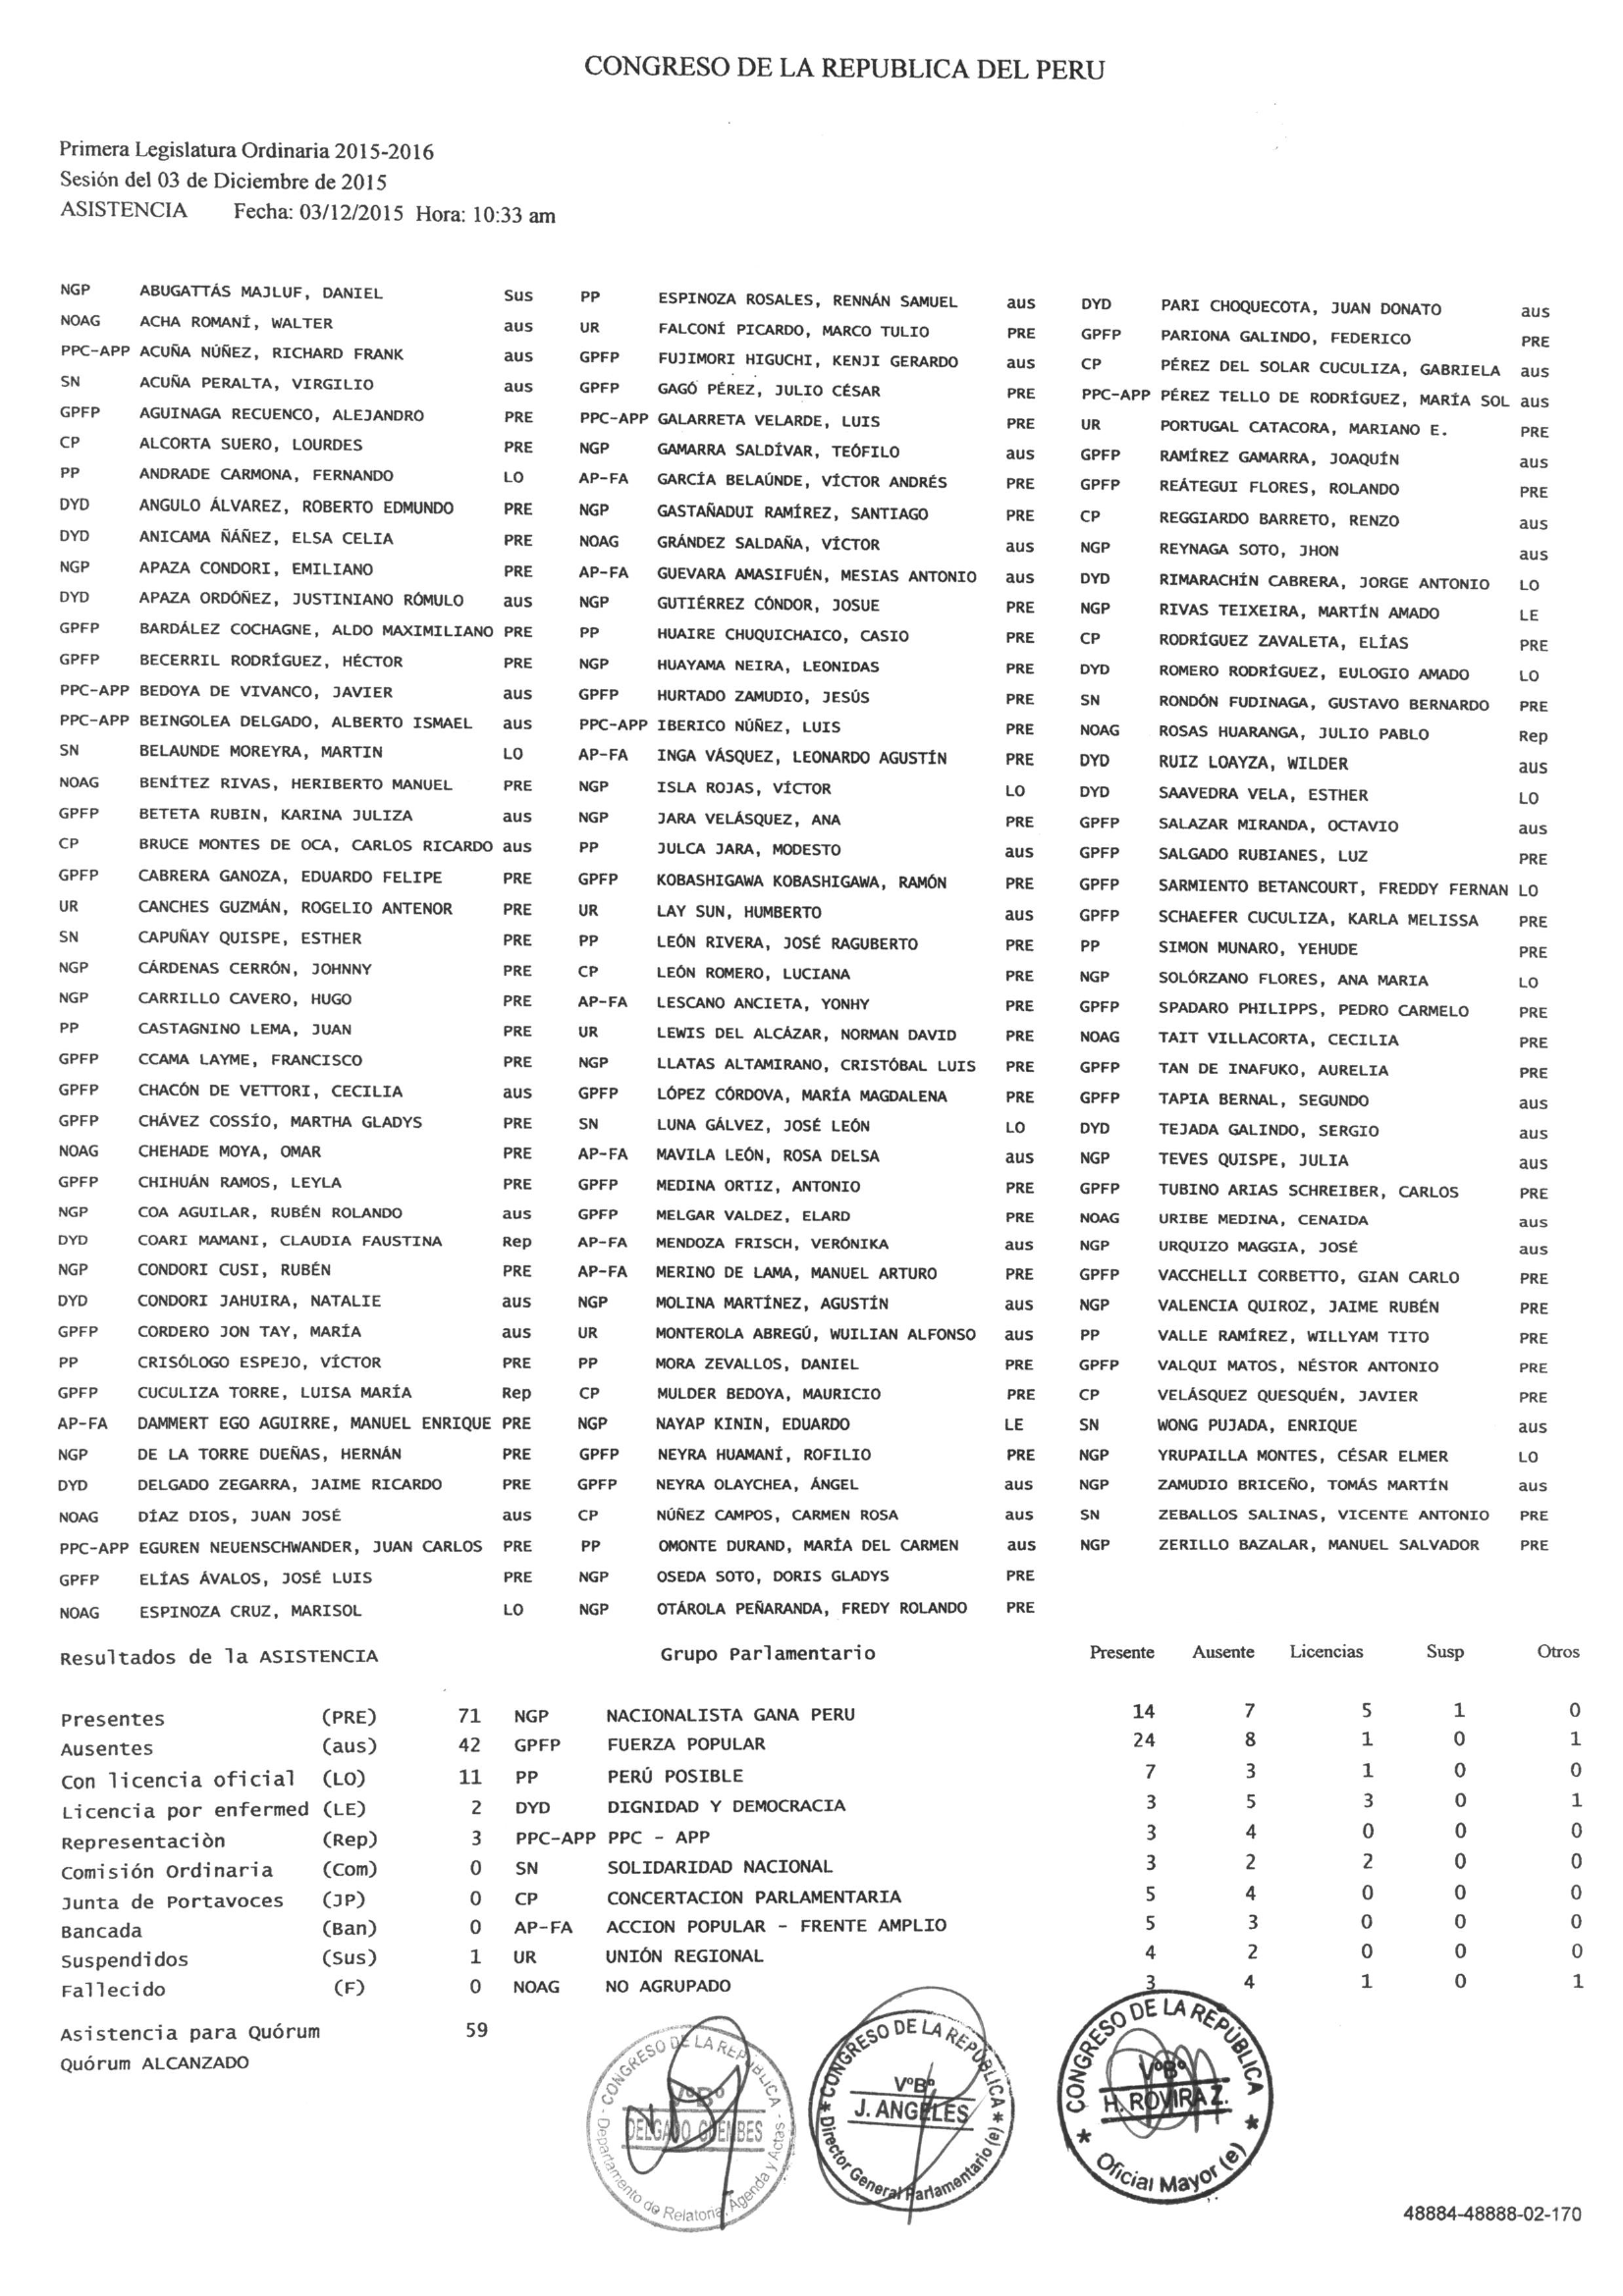 CONGRESO DE LA REPUBLICA DEL PERU
Primera Legislatura Ordinaria 2015-2016
Sesión del 03 de Diciembre de 2015
ASISTENCIA Fecha: 03/12/2015 Hora: 10:33 am
NGP ABUGATTÁS MAJLUF, DANIEL Sus PP ESPINOZA ROSALES, RENNÁN SAMUEL aus DYD PARI CHOQUECOTA, JUAN DONATO aus
NOAG ACHA ROMANÍ, WALTER aus UR FALCONÍ PICARDO, MARCO TULIO PRE GPFP PARIONA GALINDO, FEDERICO PRE
PPC-APP ACUÑA NÚÑEZ, RICHARD FRANK aus GPFP FUJIMORI HIGUCHI, KENJI GERARDO aus CP PÉREZ DEL SOLAR CUCULIZA, GABRIELA aus
SN ACUÑA PERALTA, VIRGILIO aus GPFP GAGÓ PÉREZ, JULIO CÉSAR PRE PPC-APP PÉREZ TELLO DE RODRÍGUEZ, MARÍA SOL aus
GPFP AGUINAGA RECUENCO, ALEJANDRO PRE PPC-APP GALARRETA VELARDE, LUIS PRE UR PORTUGAL CATACORA, MARIANO E. PRE
CP ALCORTA SUERO, LOURDES PRE NGP GAMARRA SALDÍVAR, TEÓFILO aus GPFP RAMÍREZ GAMARRA, JOAQUÍN aus
PP ANDRADE CARMONA, FERNANDO LO AP-FA GARCÍA BELAÚNDE, VÍCTOR ANDRÉS PRE GPFP REÁTEGUI FLORES, ROLANDO PRE
DYD ANGULO ÁLVAREZ, ROBERTO EDMUNDO PRE NGP GASTAÑADUI RAMÍREZ, SANTIAGO PRE CP REGGIARDO BARRETO, RENZO aus
DYD ANICAMA ÑÁÑEZ, ELSA CELIA PRE NOAG GRÁNDEZ SALDAÑA, VÍCTOR aus NGP REYNAGA SOTO, JHON aus
NGP APAZA CONDORI, EMILIANO PRE AP-FA GUEVARA AMASIFUÉN, MESIAS ANTONIO aus DYD RIMARACHÍN CABRERA, JORGE ANTONIO LO
DYD APAZA ORDÓÑEZ, JUSTINIANO RÓMULO aus NGP GUTIÉRREZ CÓNDOR, JOSUE PRE NGP RIVAS TEIXEIRA, MARTÍN AMADO LE
GPFP BARDÁLEZ COCHAGNE, ALDO MAXIMILIANO PRE PP HUAIRE CHUQUICHAICO, CASIO PRE CP RODRÍGUEZ ZAVALETA, ELÍAS PRE
GPFP BECERRIL RODRÍGUEZ, HÉCTOR PRE NGP HUAYAMA NEIRA, LEONIDAS PRE DYD ROMERO RODRÍGUEZ, EULOGIO AMADO LO
PPC-APP BEDOYA DE VIVANCO, JAVIER aus GPFP HURTADO ZAMUDIO, JESÚS PRE SN RONDÓN FUDINAGA, GUSTAVO BERNARDO PRE
PPC-APP BEINGOLEA DELGADO, ALBERTO ISMAEL aus PPC-APP IBERICO NÚÑEZ, LUIS PRE NOAG ROSAS HUARANGA, JULIO PABLO Rep
SN BELAUNDE MOREYRA, MARTIN LO AP-FA INGA VÁSQUEZ, LEONARDO AGUSTÍN PRE DYD RUIZ LOAYZA, WILDER aus
NOAG BENÍTEZ RIVAS, HERIBERTO MANUEL PRE NGP ISLA ROJAS, VÍCTOR LO DYD SAAVEDRA VELA, ESTHER LO
GPFP BETETA RUBIN, KARINA JULIZA aus NGP JARA VELÁSQUEZ, ANA PRE GPFP SALAZAR MIRANDA, OCTAVIO aus
CP BRUCE MONTES DE OCA, CARLOS RICARDO aus PP JULCA JARA, MODESTO aus GPFP SALGADO RUBIANES, LUZ PRE
GPFP CABRERA GANOZA, EDUARDO FELIPE PRE GPFP KOBASHIGAWA KOBASHIGAWA, RAMÓN PRE GPFP SARMIENTO BETANCOURT, FREDDY FERNAN LO
UR CANCHES GUZMÁN, ROGELIO ANTENOR PRE UR LAY SUN, HUMBERTO aus GPFP SCHAEFER CUCULIZA, KARLA MELISSA PRE
SN CAPUÑAY QUISPE, ESTHER PRE PP LEÓN RIVERA, JOSÉ RAGUBERTO PRE PP SIMON MUNARO, YEHUDE PRE
NGP CÁRDENAS CERRÓN, JOHNNY PRE CP LEÓN ROMERO, LUCIANA PRE NGP SOLÓRZANO FLORES, ANA MARIA LO
NGP CARRILLO CAVERO, HUGO PRE AP-FA LESCANO ANCIETA, YONHY PRE GPFP SPADARO PHILIPPS, PEDRO CARMELO PRE
PP CASTAGNINO LEMA, JUAN PRE UR LEWIS DEL ALCÁZAR, NORMAN DAVID PRE NOAG TAIT VILLACORTA, CECILIA PRE
GPFP CCAMA LAYME, FRANCISCO PRE NGP LLATAS ALTAMIRANO, CRISTÓBAL LUIS PRE GPFP TAN DE INAFUKO, AURELIA PRE
GPFP CHACÓN DE VETTORI, CECILIA aus GPFP LÓPEZ CÓRDOVA, MARÍA MAGDALENA PRE GPFP TAPIA BERNAL, SEGUNDO aus
GPFP CHÁVEZ COSSÍO, MARTHA GLADYS PRE SN LUNA GÁLVEZ, JOSÉ LEÓN LO DYD TEJADA GALINDO, SERGIO aus
NOAG CHEHADE MOYA, OMAR PRE AP-FA MAVILA LEÓN, ROSA DELSA aus NGP TEVES QUISPE, JULIA aus
GPFP CHIHUÁN RAMOS, LEYLA PRE GPFP MEDINA ORTIZ, ANTONIO PRE GPFP TUBINO ARIAS SCHREIBER, CARLOS PRE
NGP COA AGUILAR, RUBÉN ROLANDO aus GPFP MELGAR VALDEZ, ELARD PRE NOAG URIBE MEDINA, CENAIDA aus
DYD COARI MAMANI, CLAUDIA FAUSTINA Rep AP-FA MENDOZA FRISCH, VERÓNIKA aus NGP URQUIZO MAGGIA, JOSÉ aus
NGP CONDORI CUSI, RUBÉN PRE AP-FA MERINO DE LAMA, MANUEL ARTURO PRE GPFP VACCHELLI CORBETTO, GIAN CARLO PRE
DYD CONDORI JAHUIRA, NATALIE aus NGP MOLINA MARTÍNEZ, AGUSTÍN aus NGP VALENCIA QUIROZ, JAIME RUBÉN PRE
GPFP CORDERO JON TAY, MARÍA aus UR MONTEROLA ABREGÚ, WUILIAN ALFONSO aus PP VALLE RAMÍREZ, WILLYAM TITO PRE
PP CRISÓLOGO ESPEJO, VÍCTOR PRE PP MORA ZEVALLOS, DANIEL PRE GPFP VALQUI MATOS, NÉSTOR ANTONIO PRE
GPFP CUCULIZA TORRE, LUISA MARÍA Rep CP MULDER BEDOYA, MAURICIO PRE CP VELÁSQUEZ QUESQUÉN, JAVIER PRE
AP-FA DAMMERT EGO AGUIRRE, MANUEL ENRIQUE PRE NGP NAYAP KININ, EDUARDO LE SN WONG PUJADA, ENRIQUE aus
NGP DE LA TORRE DUEÑAS, HERNÁN PRE GPFP NEYRA HUAMANÍ, ROFILIO PRE NGP YRUPAILLA MONTES, CÉSAR ELMER LO
DYD DELGADO ZEGARRA, JAIME RICARDO PRE GPFP NEYRA OLAYCHEA, ÁNGEL aus NGP ZAMUDIO BRICEÑO, TOMÁS MARTÍN aus
NOAG DÍAZ DIOS, JUAN JOSÉ aus CP NÚÑEZ CAMPOS, CARMEN ROSA aus SN ZEBALLOS SALINAS, VICENTE ANTONIO PRE
PPC-APP EGUREN NEUENSCHWANDER, JUAN CARLOS PRE PP OMONTE DURAND, MARÍA DEL CARMEN aus NGP ZERILLO BAZALAR, MANUEL SALVADOR PRE
GPFP ELÍAS ÁVALOS, JOSÉ LUIS PRE NGP OSEDA SOTO, DORIS GLADYS PRE
NOAG ESPINOZA CRUZ, MARISOL LO NGP OTÁROLA PEÑARANDA, FREDY ROLANDO PRE
Resultados de la ASISTENCIA Grupo Parlamentario Presente Ausente Licencias Susp Otros
Presentes (PRE) 71 NGP NACIONALISTA GANA PERU 14 7 5 1 0
Ausentes (aus) 42 GPFP FUERZA POPULAR 24 8 1 0 1
Con licencia oficial (LO) 11 PP PERÚ POSIBLE 7 3 1 0 0
Licencia por enfermed (LE) 2 DYD DIGNIDAD Y DEMOCRACIA 3 5 3 0 1
Representaciòn (Rep) 3 PPC-APP PPC - APP 3 4 0 0 0
Comisión Ordinaria (Com) 0 SN SOLIDARIDAD NACIONAL 3 2 2 0 0
Junta de Portavoces (JP) 0 CP CONCERTACION PARLAMENTARIA 5 4 0 0 0
Bancada (Ban) 0 AP-FA ACCION POPULAR - FRENTE AMPLIO 5 3 0 0 0
Suspendidos (Sus) 1 UR UNIÓN REGIONAL 4 2 0 0 0
Fallecido (F) 0 NOAG NO AGRUPADO 3 4 1 0 1
Asistencia para Quórum 59
Quórum ALCANZADO
CONGRESO DE LA REPUBLICA
VºBº
DELGADO GUEMBES
Departamento de Relatoria, Agenda y Actas
CONGRESO DE LA REPÚBLICA
VºBº
J. ANGELES
Director General Parlamentario (e)
CONGRESO DE LA REPÚBLICA
VºBº
H. ROVIRA Z.
Oficial Mayor (e)
48884-48888-02-170